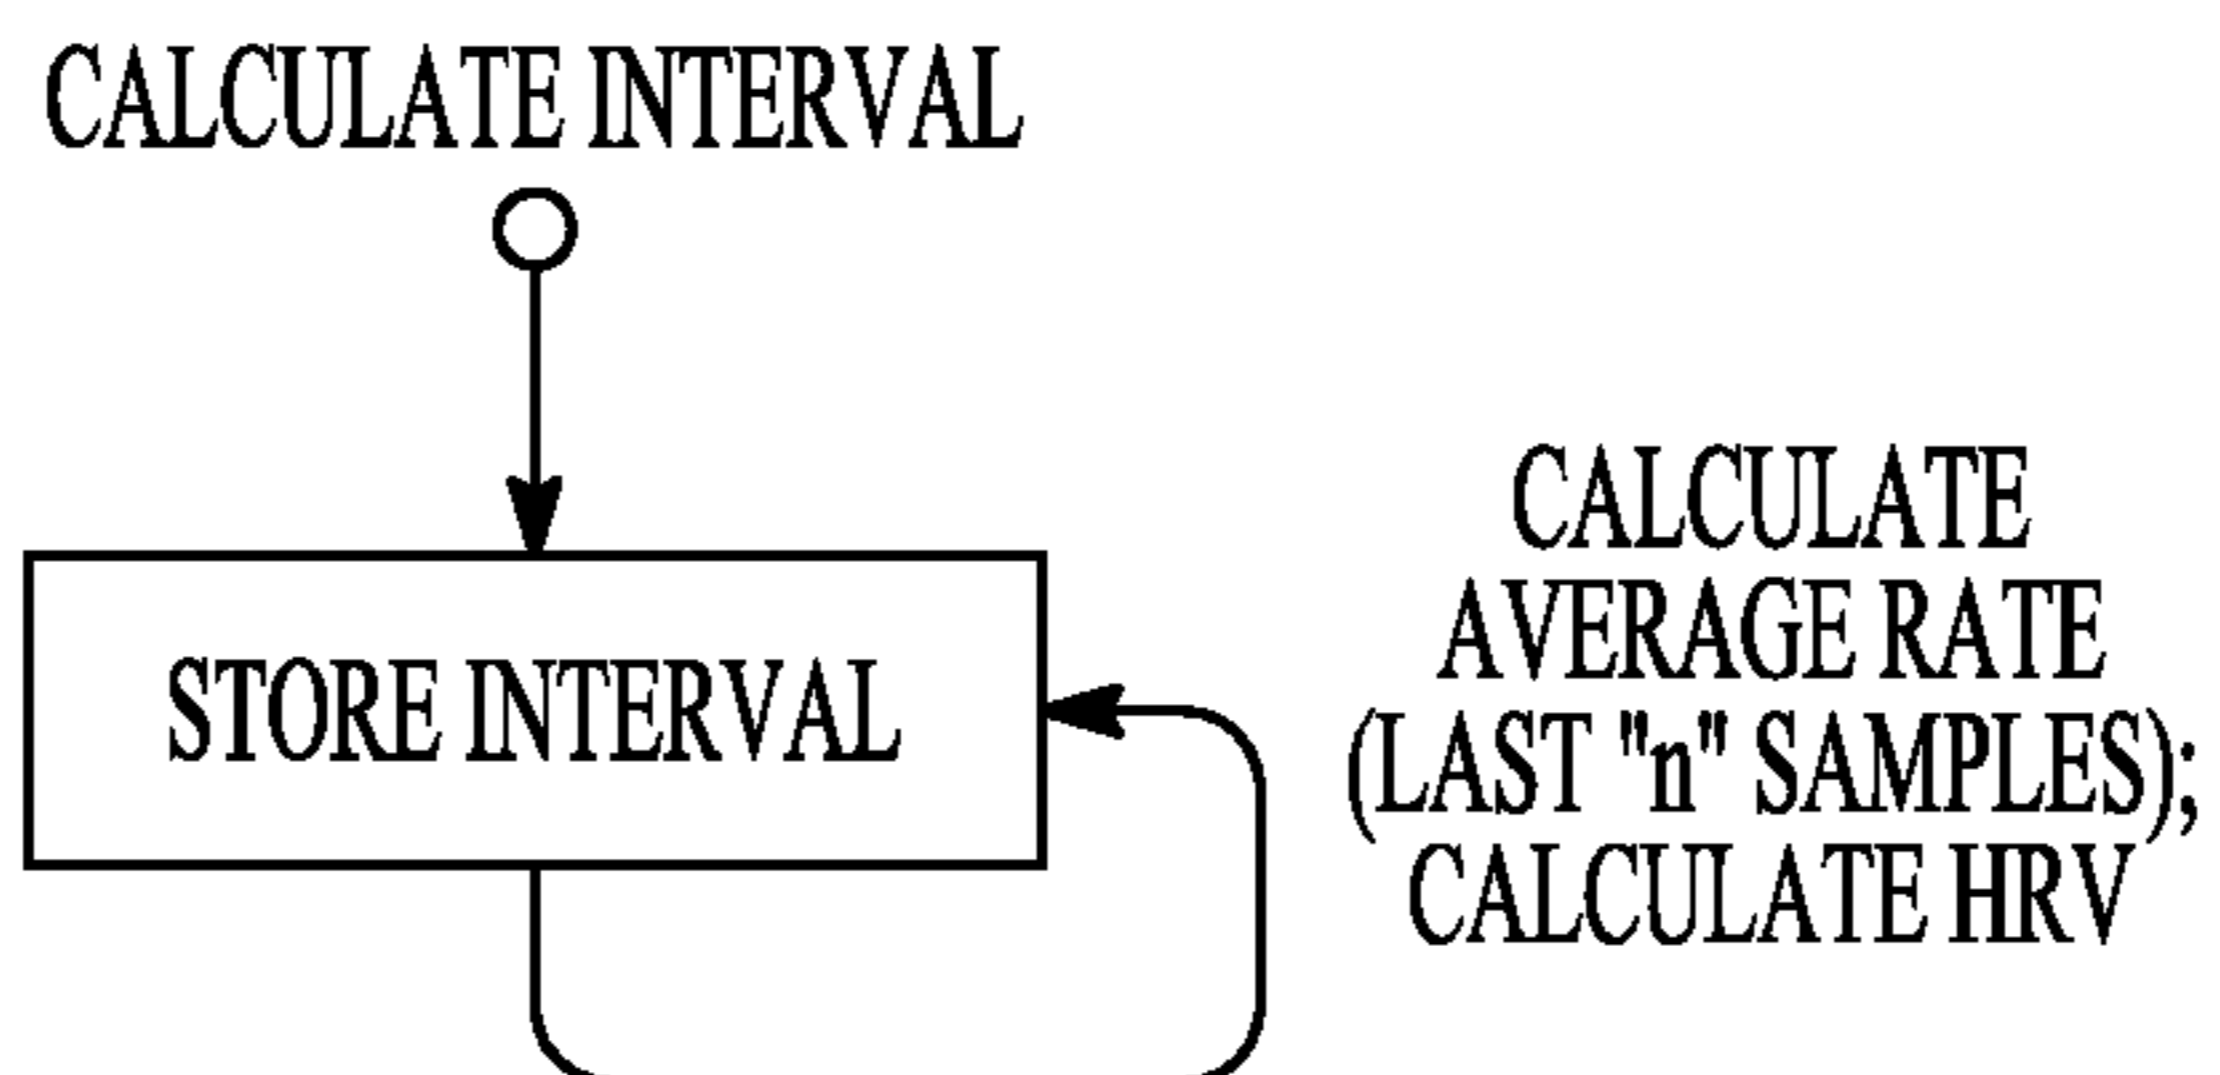 CALCULATE INTERVAL
STORE INTERVAL
CALCULATE
AVERAGE RATE
(LAST "n" SAMPLES);
CALCULATE HRV